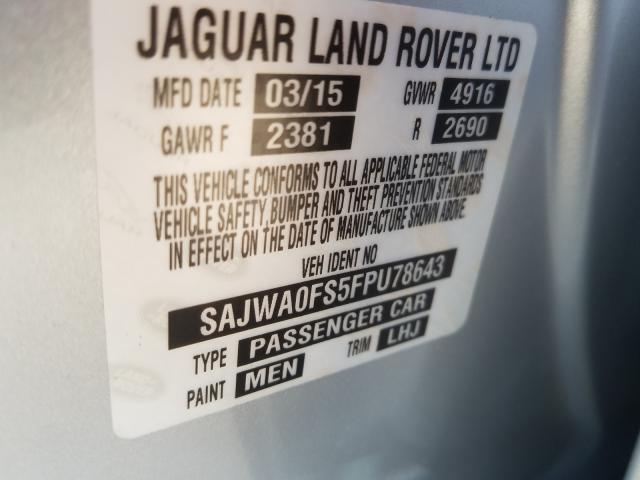 JAGUAR LAND ROVER LTD
MFD DATE 03/15 GVWR 4916
GAWR F 2381 R 2690
THIS VEHICLE CONFORMS TO ALL APPLICABLE FEDERAL MOTOR
VEHICLE SAFETY, BUMPER AND THEFT PREVENTION STANDARDS
IN EFFECT ON THE DATE OF MANUFACTURE SHOWN ABOVE.
VEH IDENT NO
SAJWA0FS5FPU78643
TYPE PASSENGER CAR
PAINT MEN TRIM LHJ